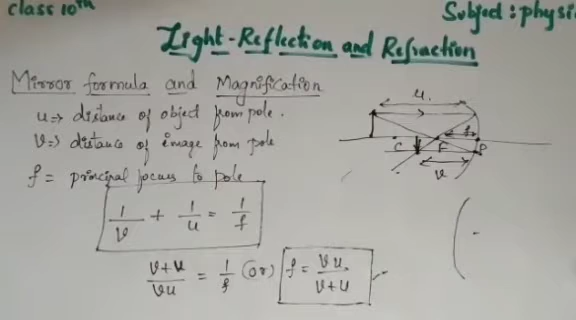 class 10th
Subject : physi
Light-Reflection and Refraction
Mirror formula and Magnification
u => distance of object from pole.
v => distance of image from pole
f = principal focus to pole
1/v + 1/u = 1/f
v+u/vu = 1/f (or) f = vu/v+u
u
f
C F P
v